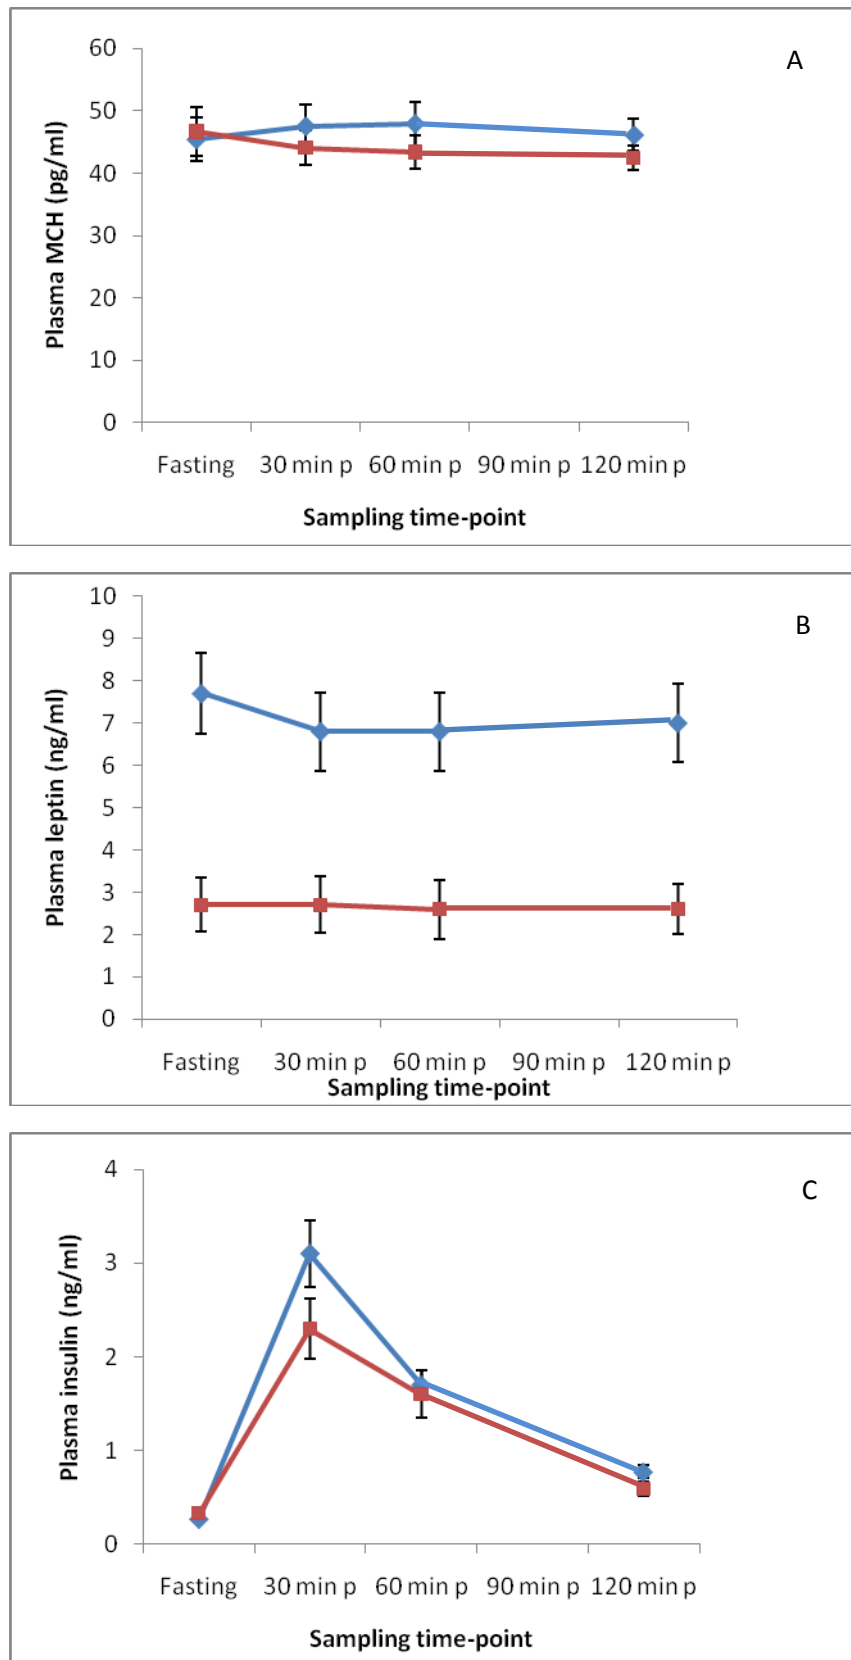 A
60
50
40
30
20
10
0
Plasma MCH (pg/ml)
Fasting 30 min p 60 min p 90 min p 120 min p
Sampling time-point
B
10
9
8
7
6
5
4
3
2
1
0
Plasma leptin (ng/ml)
Fasting 30 min p 60 min p 90 min p 120 min p
Sampling time-point
C
4
3
2
1
0
Plasma insulin (ng/ml)
Fasting 30 min p 60 min p 90 min p 120 min p
Sampling time-point